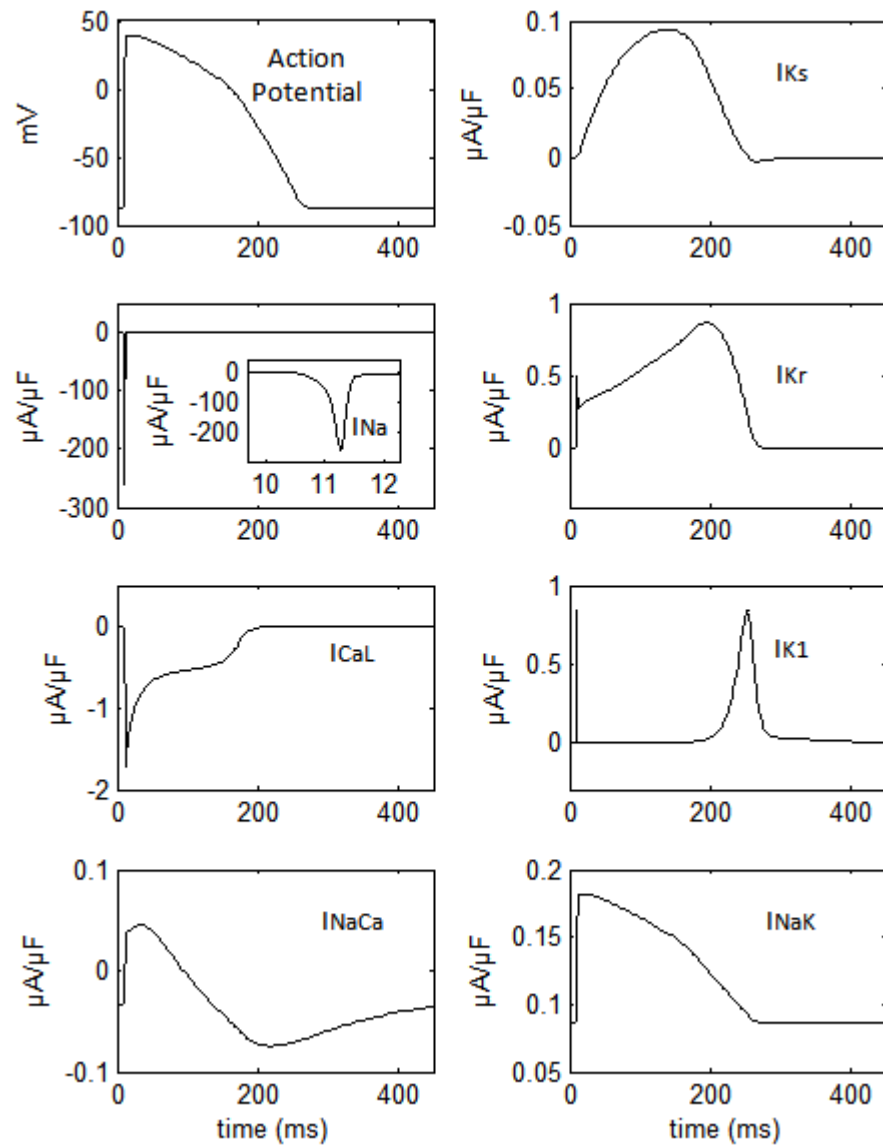 50
0
-50
-100
mV
Action
Potential
0 200 400
0.1
0.05
0
-0.05
µA/µF
IKs
0 200 400
0
-100
-200
-300
µA/µF
0
-100
-200
µA/µF
INa
10 11 12
0 200 400
1
0.5
0
µA/µF
IKr
0 200 400
0
-1
-2
µA/µF
ICaL
0 200 400
1
0.5
0
µA/µF
IK1
0 200 400
0.1
0
-0.1
µA/µF
INaCa
0 200 400
time (ms)
0.2
0.15
0.1
0.05
µA/µF
INaK
0 200 400
time (ms)